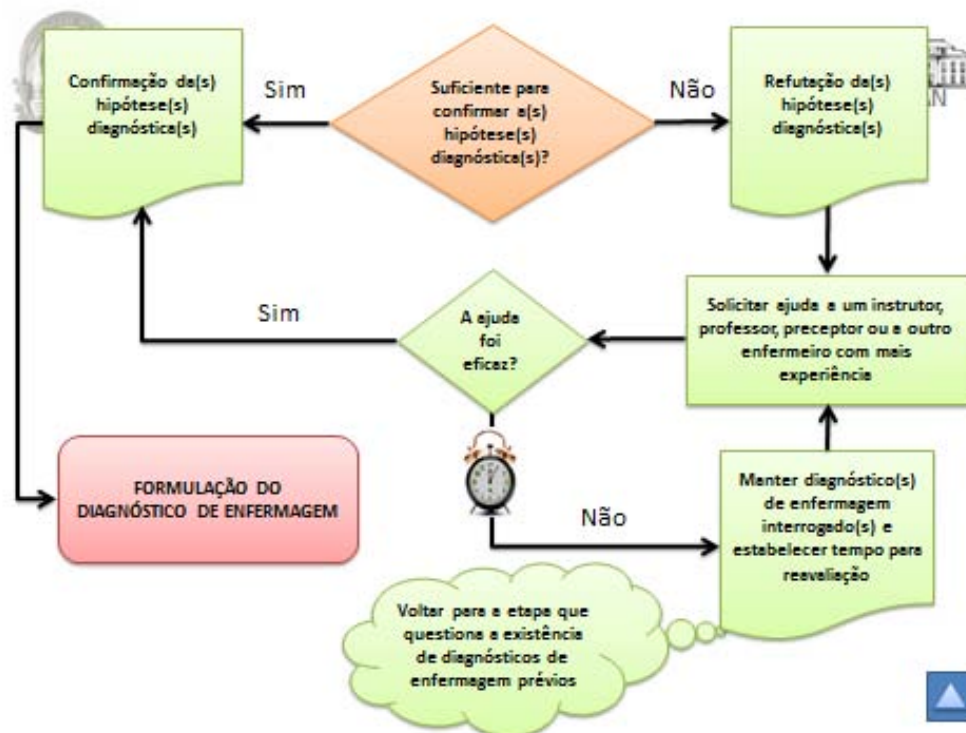 Confirmação da(s)
hipótese(s)
diagnóstica(s)
Sim
Suficiente para
confirmar a(s)
hipótese(s)
diagnóstica(s)?
Não
Refutação da(s)
hipótese(s)
diagnóstica(s)
Solicitar ajuda a um instrutor,
professor, preceptor ou a outro
enfermeiro com mais
experiência
A ajuda
foi
eficaz?
Sim
Não
Manter diagnóstico(s)
de enfermagem
interrogado(s) e
estabelecer tempo para
reavaliação
Voltar para a etapa que
questiona a existência
de diagnósticos de
enfermagem prévios
FORMULAÇÃO DO
DIAGNÓSTICO DE ENFERMAGEM